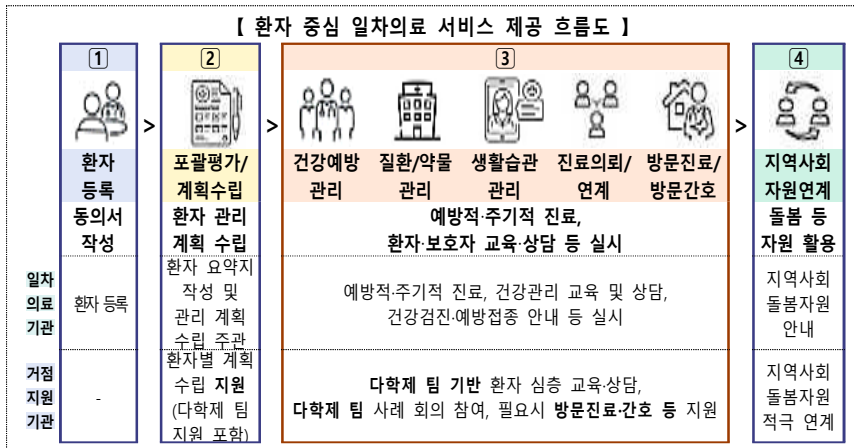 【 환자 중심 일차의료 서비스 제공 흐름도 】
1
환자
등록
동의서
작성
>
2
포괄평가/
계획수립
환자 관리
계획 수립
>
3
건강예방
관리
질환/약물
관리
생활습관
관리
진료의뢰/
연계
방문진료/
방문간호
예방적·주기적 진료,
환자·보호자 교육·상담 등 실시
>
4
지역사회
자원연계
돌봄 등
자원 활용
일차
의료
기관
환자 등록
환자 요약지
작성 및
관리 계획
수립 주관
예방적·주기적 진료, 건강관리 교육 및 상담,
건강검진·예방접종 안내 등 실시
지역사회
돌봄자원
안내
거점
지원
기관
-
환자별 계획
수립 지원
(다학제 팀
지원 포함)
다학제 팀 기반 환자 심층 교육·상담,
다학제 팀 사례 회의 참여, 필요시 방문진료·간호 등 지원
지역사회
돌봄자원
적극 연계